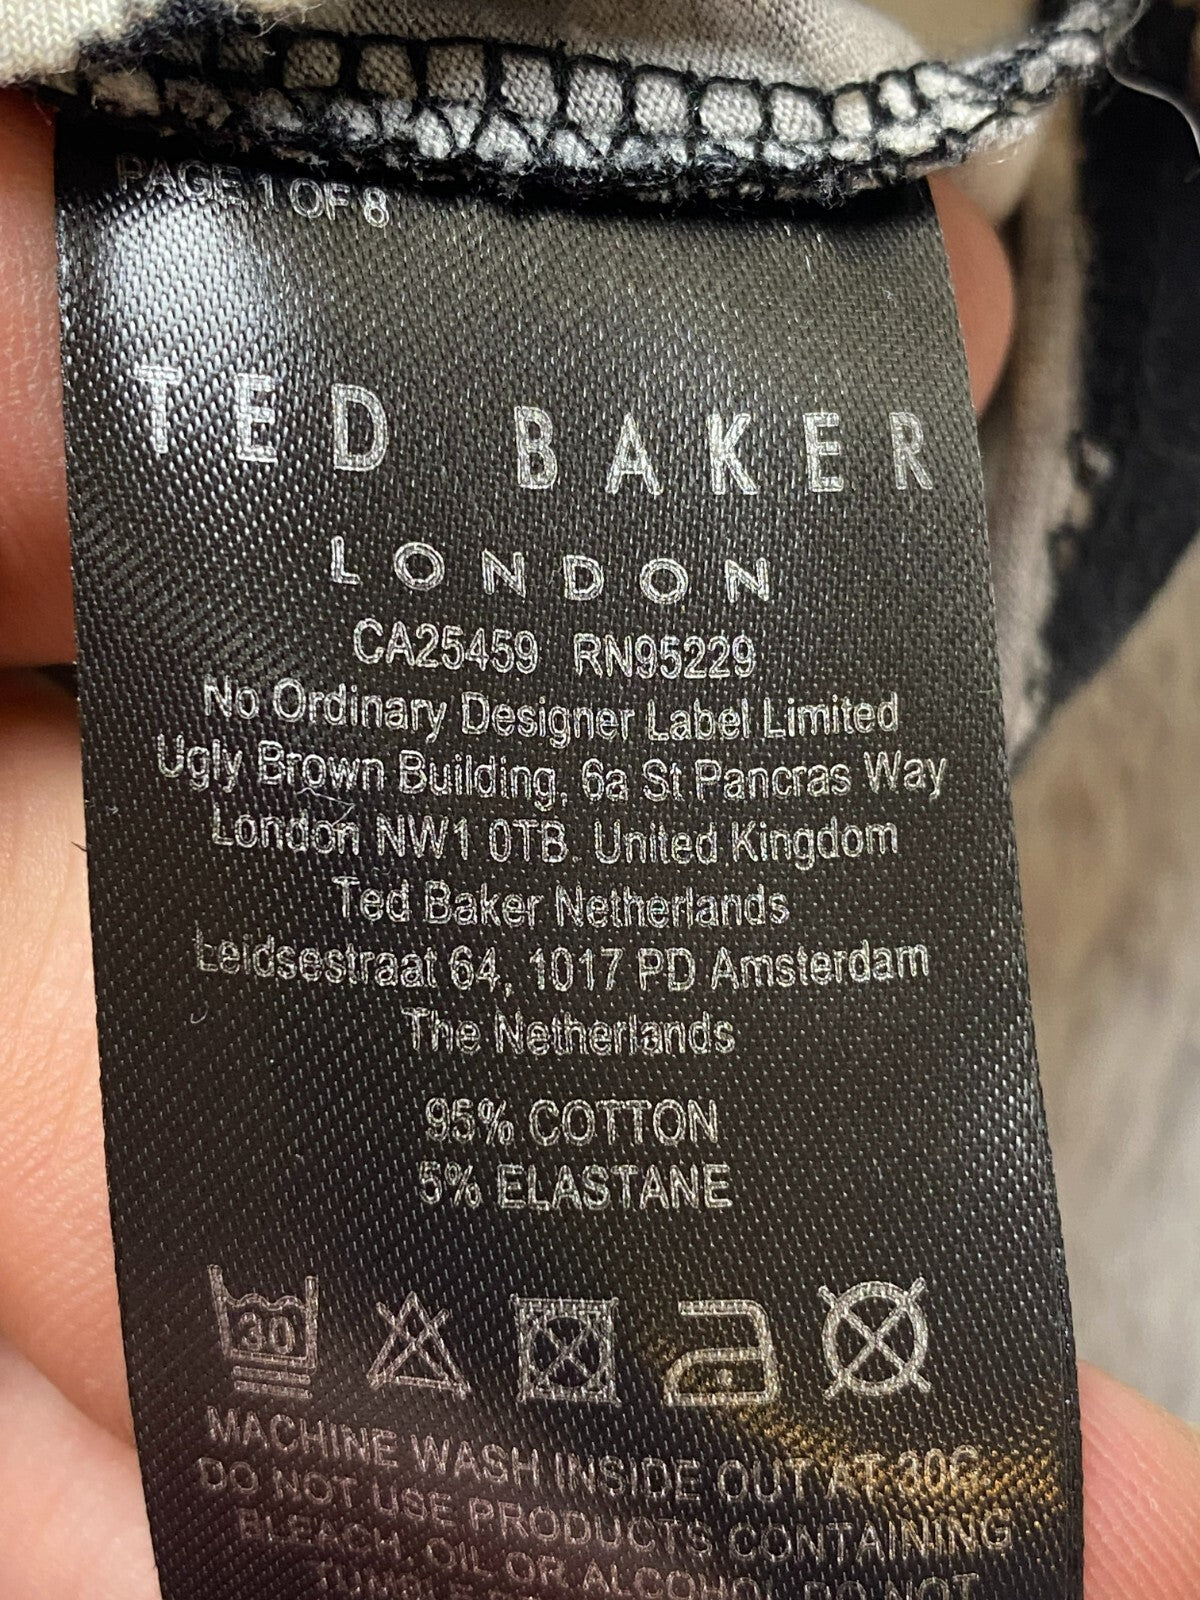 PAGE 1 OF 8
TED BAKER
LONDON
CA25459 RN95229
No Ordinary Designer Label Limited
Ugly Brown Building, 6a St Pancras Way
London NW1 0TB. United Kingdom
Ted Baker Netherlands
Leidsestraat 64, 1017 PD Amsterdam
The Netherlands
95% COTTON
5% ELASTANE
30
MACHINE WASH INSIDE OUT AT 30C
DO NOT USE PRODUCTS CONTAINING
BLEACH, OIL OR ALCOHOL DO NOT